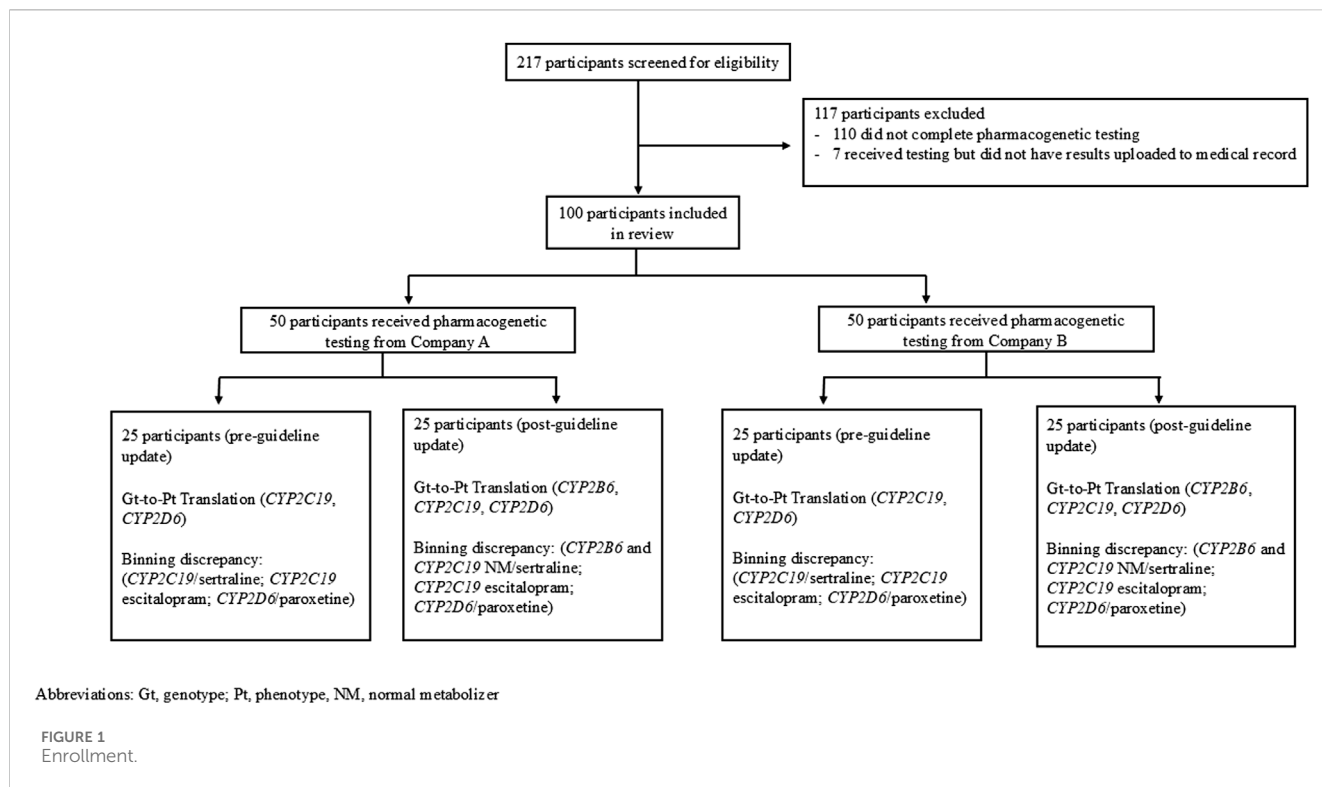 217 participants screened for eligibility
117 participants excluded
- 110 did not complete pharmacogenetic testing
- 7 received testing but did not have results uploaded to medical record
100 participants included
in review
50 participants received pharmacogenetic
testing from Company A
50 participants received pharmacogenetic
testing from Company B
25 participants (pre-guideline
update)
Gt-to-Pt Translation (CYP2C19,
CYP2D6)
Binning discrepancy:
(CYP2C19/sertraline; CYP2C19
escitalopram; CYP2D6/paroxetine)
25 participants (post-guideline
update)
Gt-to-Pt Translation (CYP2B6,
CYP2C19, CYP2D6)
Binning discrepancy: (CYP2B6 and
CYP2C19 NM/sertraline;
CYP2C19 escitalopram;
CYP2D6/paroxetine)
25 participants (pre-guideline
update)
Gt-to-Pt Translation (CYP2C19,
CYP2D6)
Binning discrepancy:
(CYP2C19/sertraline; CYP2C19
escitalopram; CYP2D6/paroxetine)
25 participants (post-guideline
update)
Gt-to-Pt Translation (CYP2B6,
CYP2C19, CYP2D6)
Binning discrepancy: (CYP2B6 and
CYP2C19 NM/sertraline;
CYP2C19 escitalopram;
CYP2D6/paroxetine)
Abbreviations: Gt, genotype; Pt, phenotype, NM, normal metabolizer
FIGURE 1
Enrollment.